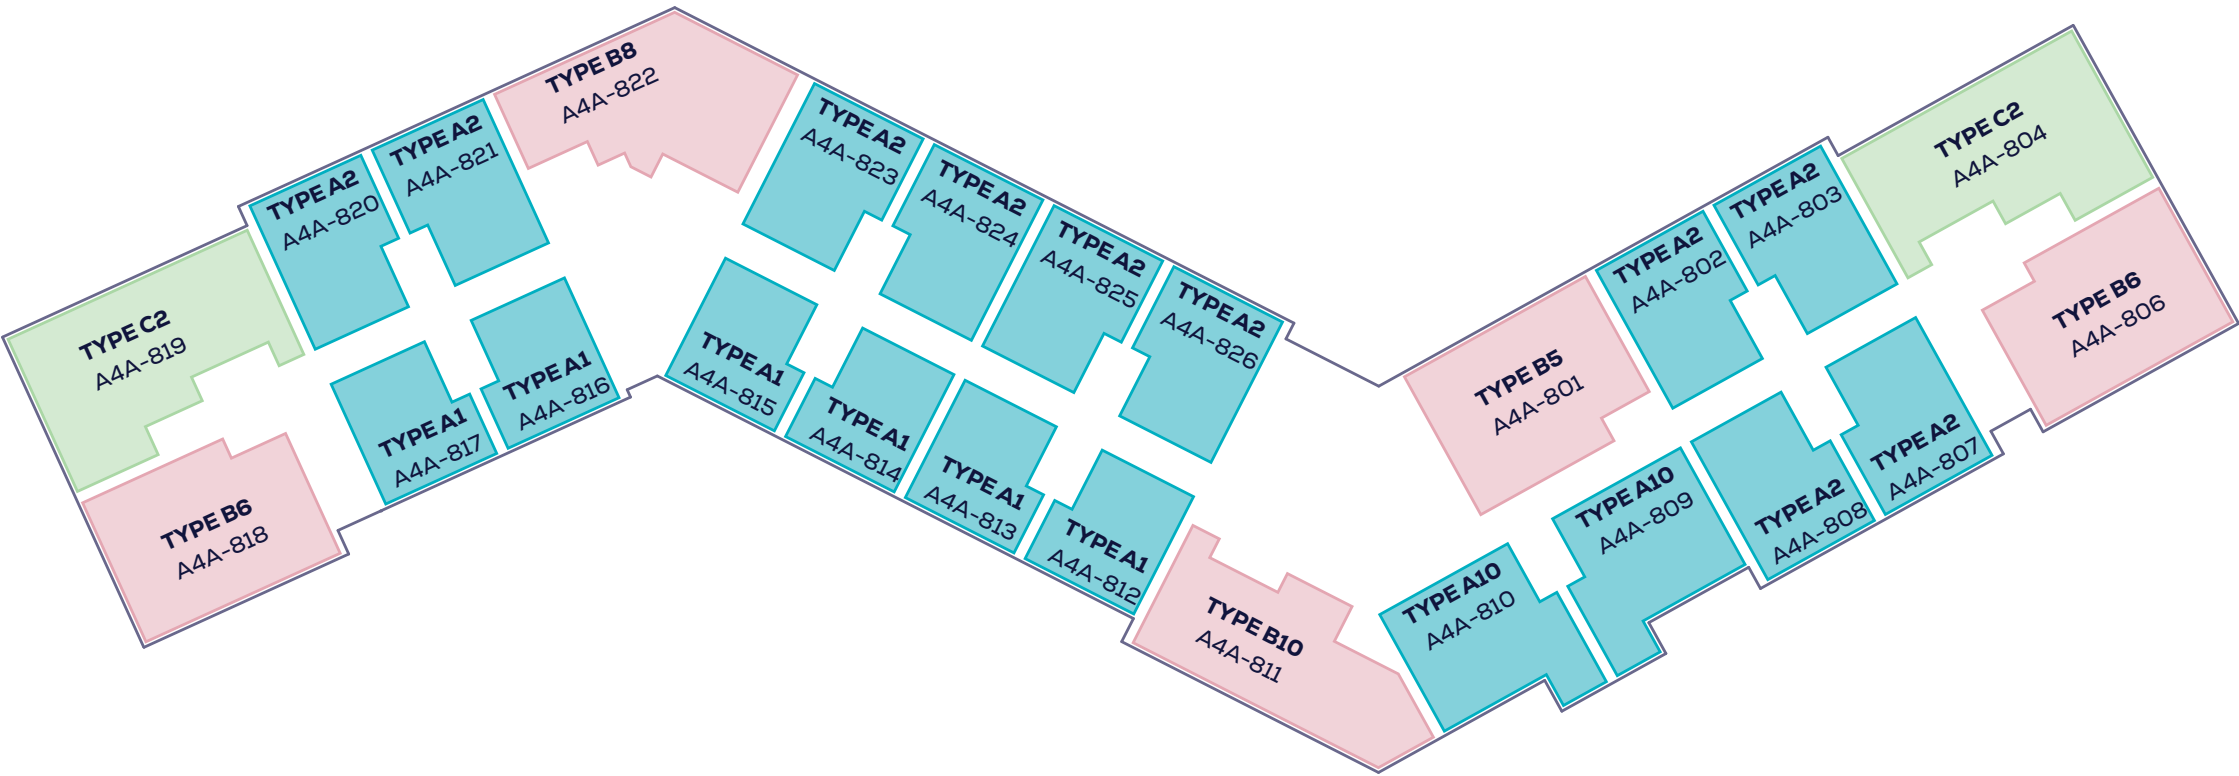 TYPE B8
A4A-822
TYPE A2
A4A-821
TYPE A2
A4A-820
TYPE C2
A4A-819
TYPE B6
A4A-818
TYPE A1
A4A-817
TYPE A1
A4A-816
TYPE A2
A4A-823
TYPE A2
A4A-824
TYPE A2
A4A-825
TYPE A2
A4A-826
TYPE A1
A4A-815
TYPE A1
A4A-814
TYPE A1
A4A-813
TYPE A1
A4A-812
TYPE B10
A4A-811
TYPE B5
A4A-801
TYPE A2
A4A-802
TYPE A2
A4A-803
TYPE C2
A4A-804
TYPE B6
A4A-806
TYPE A2
A4A-807
TYPE A2
A4A-808
TYPE A10
A4A-809
TYPE A10
A4A-810